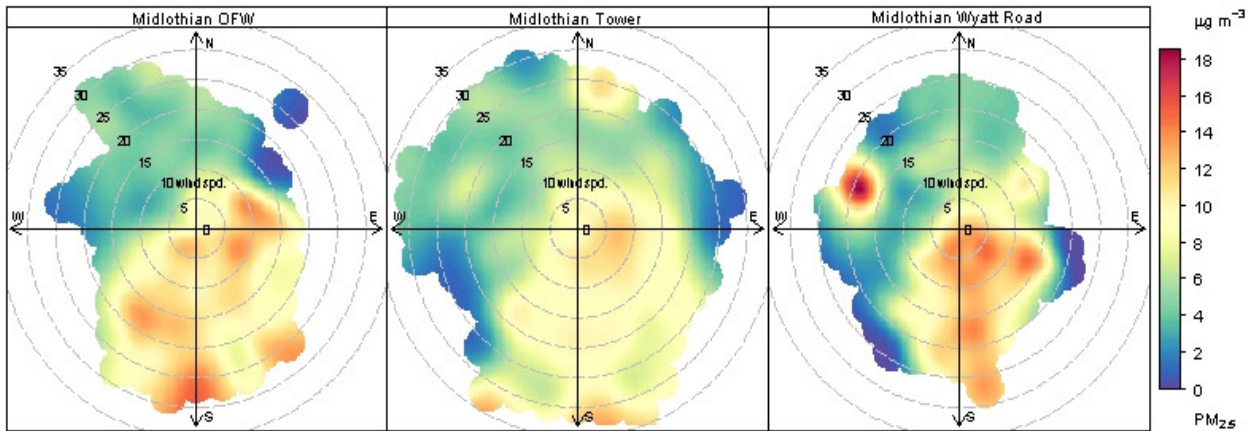 Midlothian OFW
Midlothian Tower
Midlothian Wyatt Road
µg m⁻³
N
35
30
25
20
15
10 wind spd.
5
0
W
E
S
N
35
30
25
20
15
10 wind spd.
5
0
W
E
S
N
35
30
25
20
15
10 wind spd.
5
0
W
E
S
18
16
14
12
10
8
6
4
2
0
PM₂.₅